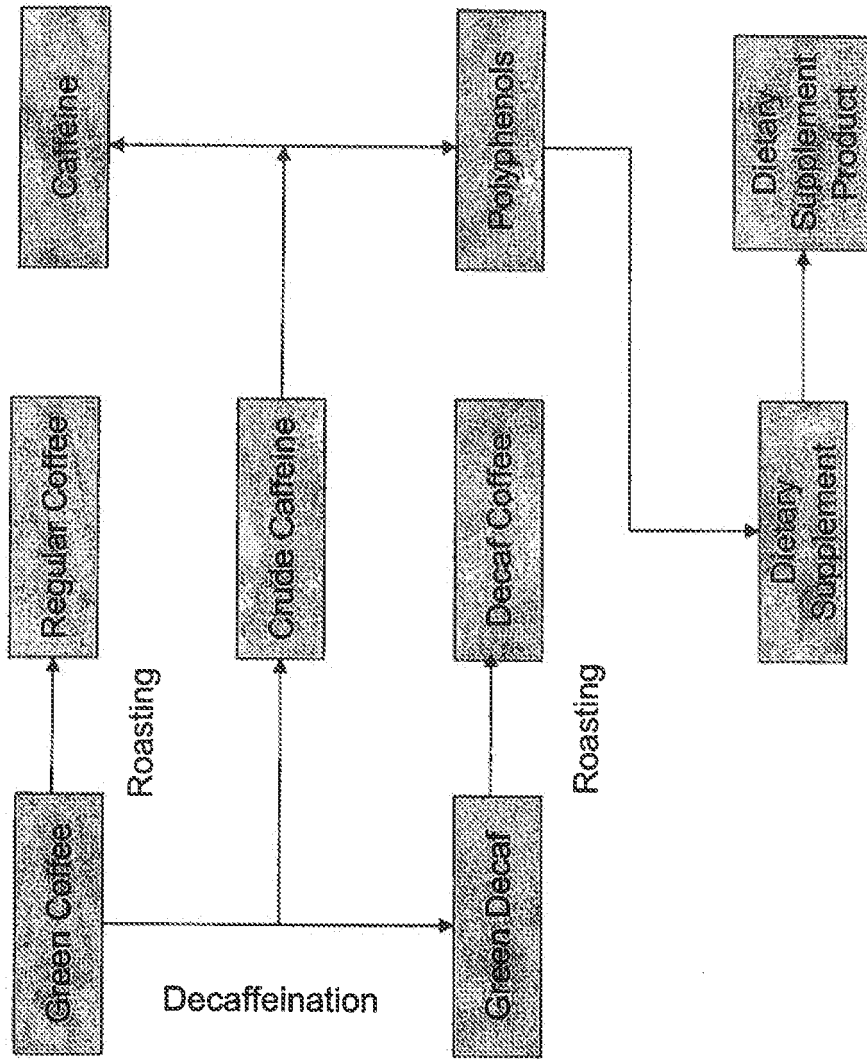 Green Coffee
Regular Coffee
Caffeine
Roasting
Decaffeination
Crude Caffeine
Green Decaf
Decaf Coffee
Polyphenols
Roasting
Dietary
Supplement
Dietary
Supplement
Product